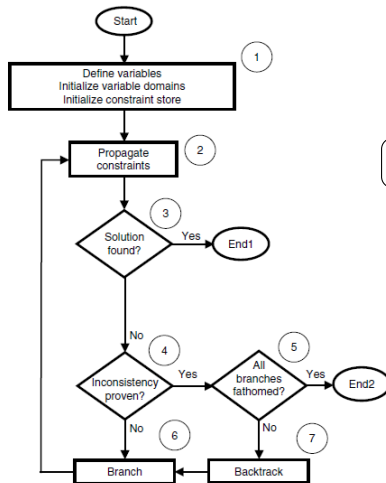 Start
1
Define variables
Initialize variable domains
Initialize constraint store
2
Propagate
constraints
3
Solution
found?
Yes
End1
No
4
Inconsistency
proven?
Yes
5
All
branches
fathomed?
Yes
End2
No
6
No
7
Branch
Backtrack